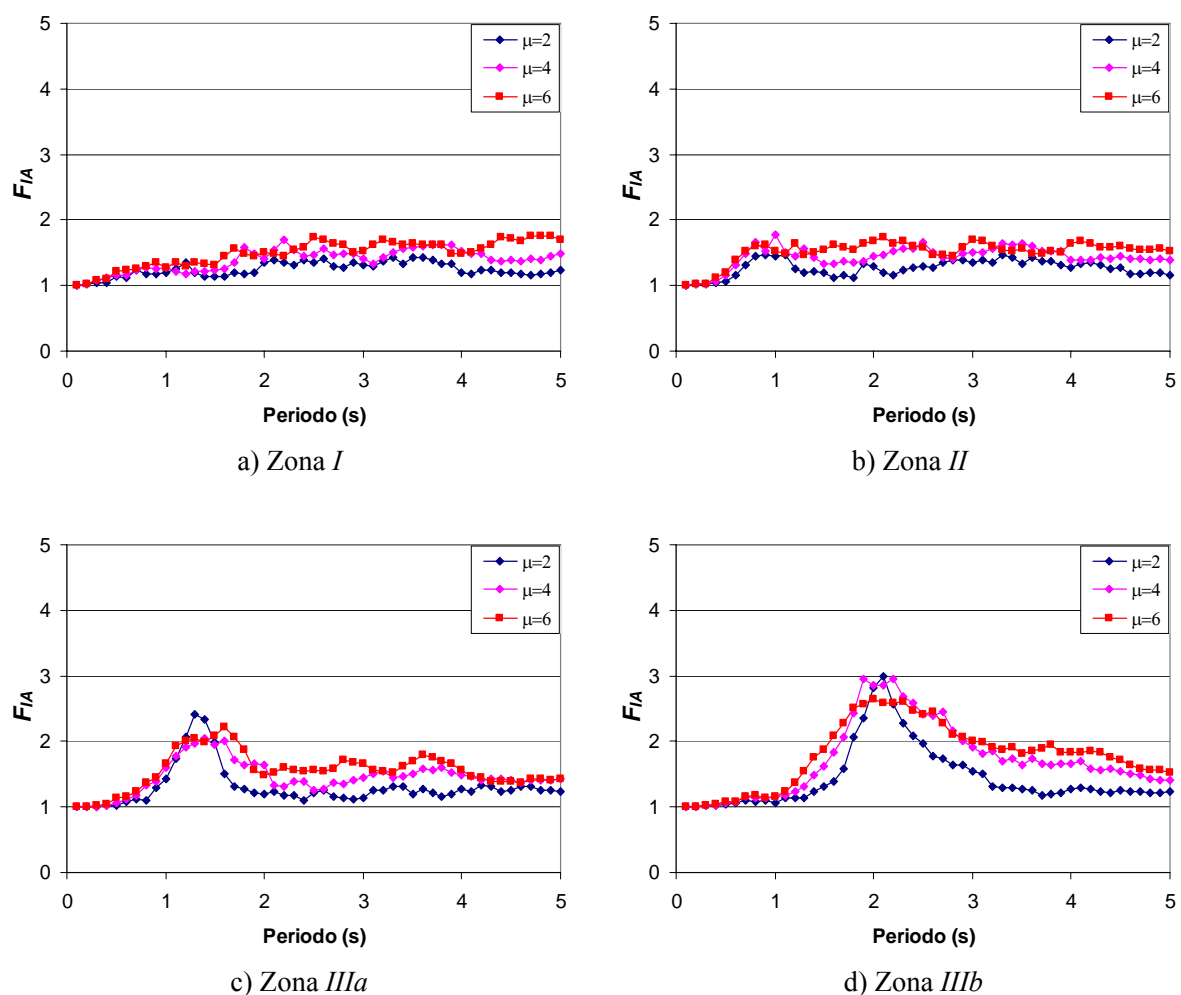 5
4
3
2
1
0
F_IA
0 1 2 3 4 5
Periodo (s)
μ=2
μ=4
μ=6
a) Zona I
5
4
3
2
1
0
F_IA
0 1 2 3 4 5
Periodo (s)
μ=2
μ=4
μ=6
b) Zona II
5
4
3
2
1
0
F_IA
0 1 2 3 4 5
Periodo (s)
μ=2
μ=4
μ=6
c) Zona IIIa
5
4
3
2
1
0
F_IA
0 1 2 3 4 5
Periodo (s)
μ=2
μ=4
μ=6
d) Zona IIIb